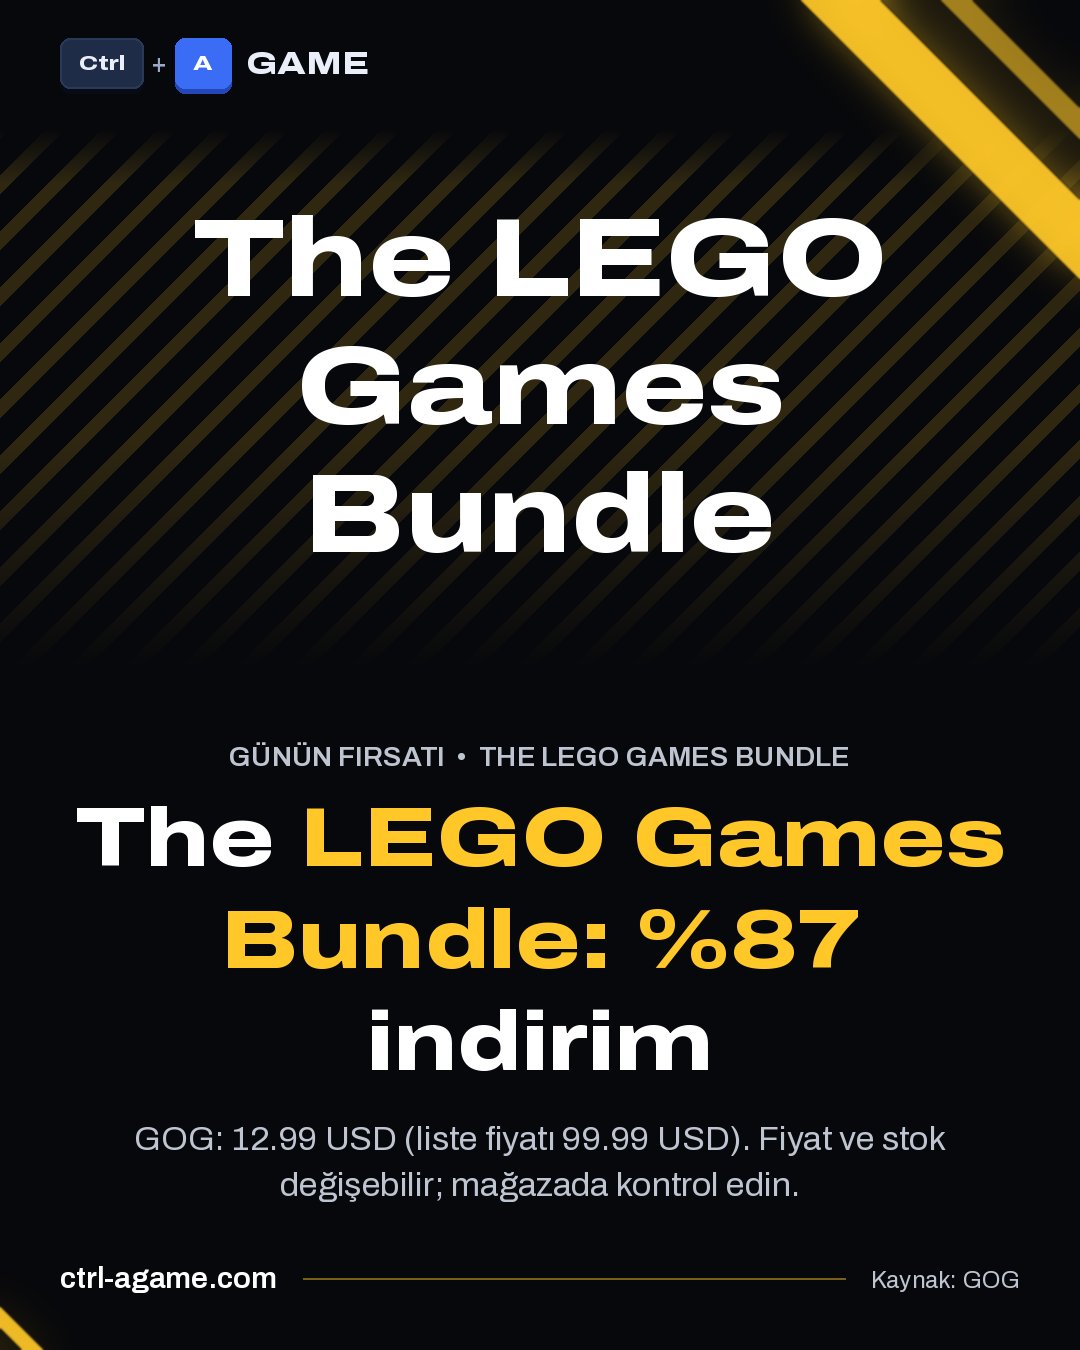 Ctrl + A GAME
The LEGO
Games
Bundle
GÜNÜN FIRSATI • THE LEGO GAMES BUNDLE
The LEGO Games
Bundle: %87
indirim
GOG: 12.99 USD (liste fiyatı 99.99 USD). Fiyat ve stok
değişebilir; mağazada kontrol edin.
ctrl-agame.com
Kaynak: GOG